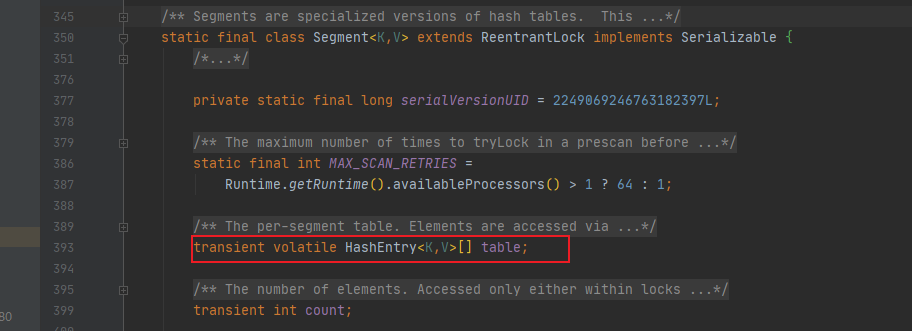 345 /** Segments are specialized versions of hash tables.  This ...*/
350 static final class Segment<K,V> extends ReentrantLock implements Serializable {
351 /*...*/
376
377 private static final long serialVersionUID = 2249069246763182397L;
378
379 /** The maximum number of times to tryLock in a prescan before ...*/
386 static final int MAX_SCAN_RETRIES =
387 Runtime.getRuntime().availableProcessors() > 1 ? 64 : 1;
388
389 /** The per-segment table. Elements are accessed via ...*/
393 transient volatile HashEntry<K,V>[] table;
394
395 /** The number of elements. Accessed only either within locks ...*/
399 transient int count;
80